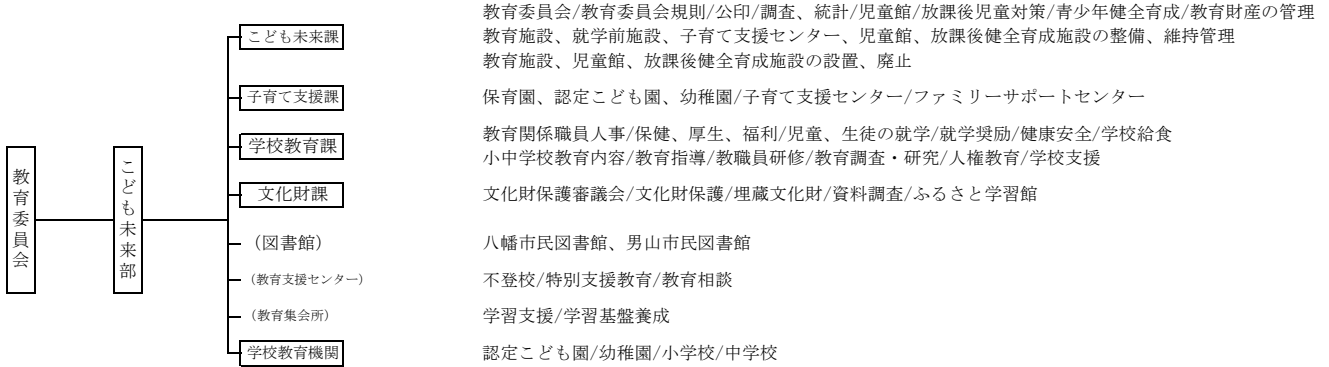 教育委員会
こども未来部
こども未来課
教育委員会/教育委員会規則/公印/調査、統計/児童館/放課後児童対策/青少年健全育成/教育財産の管理
教育施設、就学前施設、子育て支援センター、児童館、放課後健全育成施設の整備、維持管理
教育施設、児童館、放課後健全育成施設の設置、廃止
子育て支援課
保育園、認定こども園、幼稚園/子育て支援センター/ファミリーサポートセンター
学校教育課
教育関係職員人事/保健、厚生、福利/児童、生徒の就学/就学奨励/健康安全/学校給食
小中学校教育内容/教育指導/教職員研修/教育調査・研究/人権教育/学校支援
文化財課
文化財保護審議会/文化財保護/埋蔵文化財/資料調査/ふるさと学習館
（図書館）
八幡市民図書館、男山市民図書館
（教育支援センター）
不登校/特別支援教育/教育相談
（教育集会所）
学習支援/学習基盤養成
学校教育機関
認定こども園/幼稚園/小学校/中学校